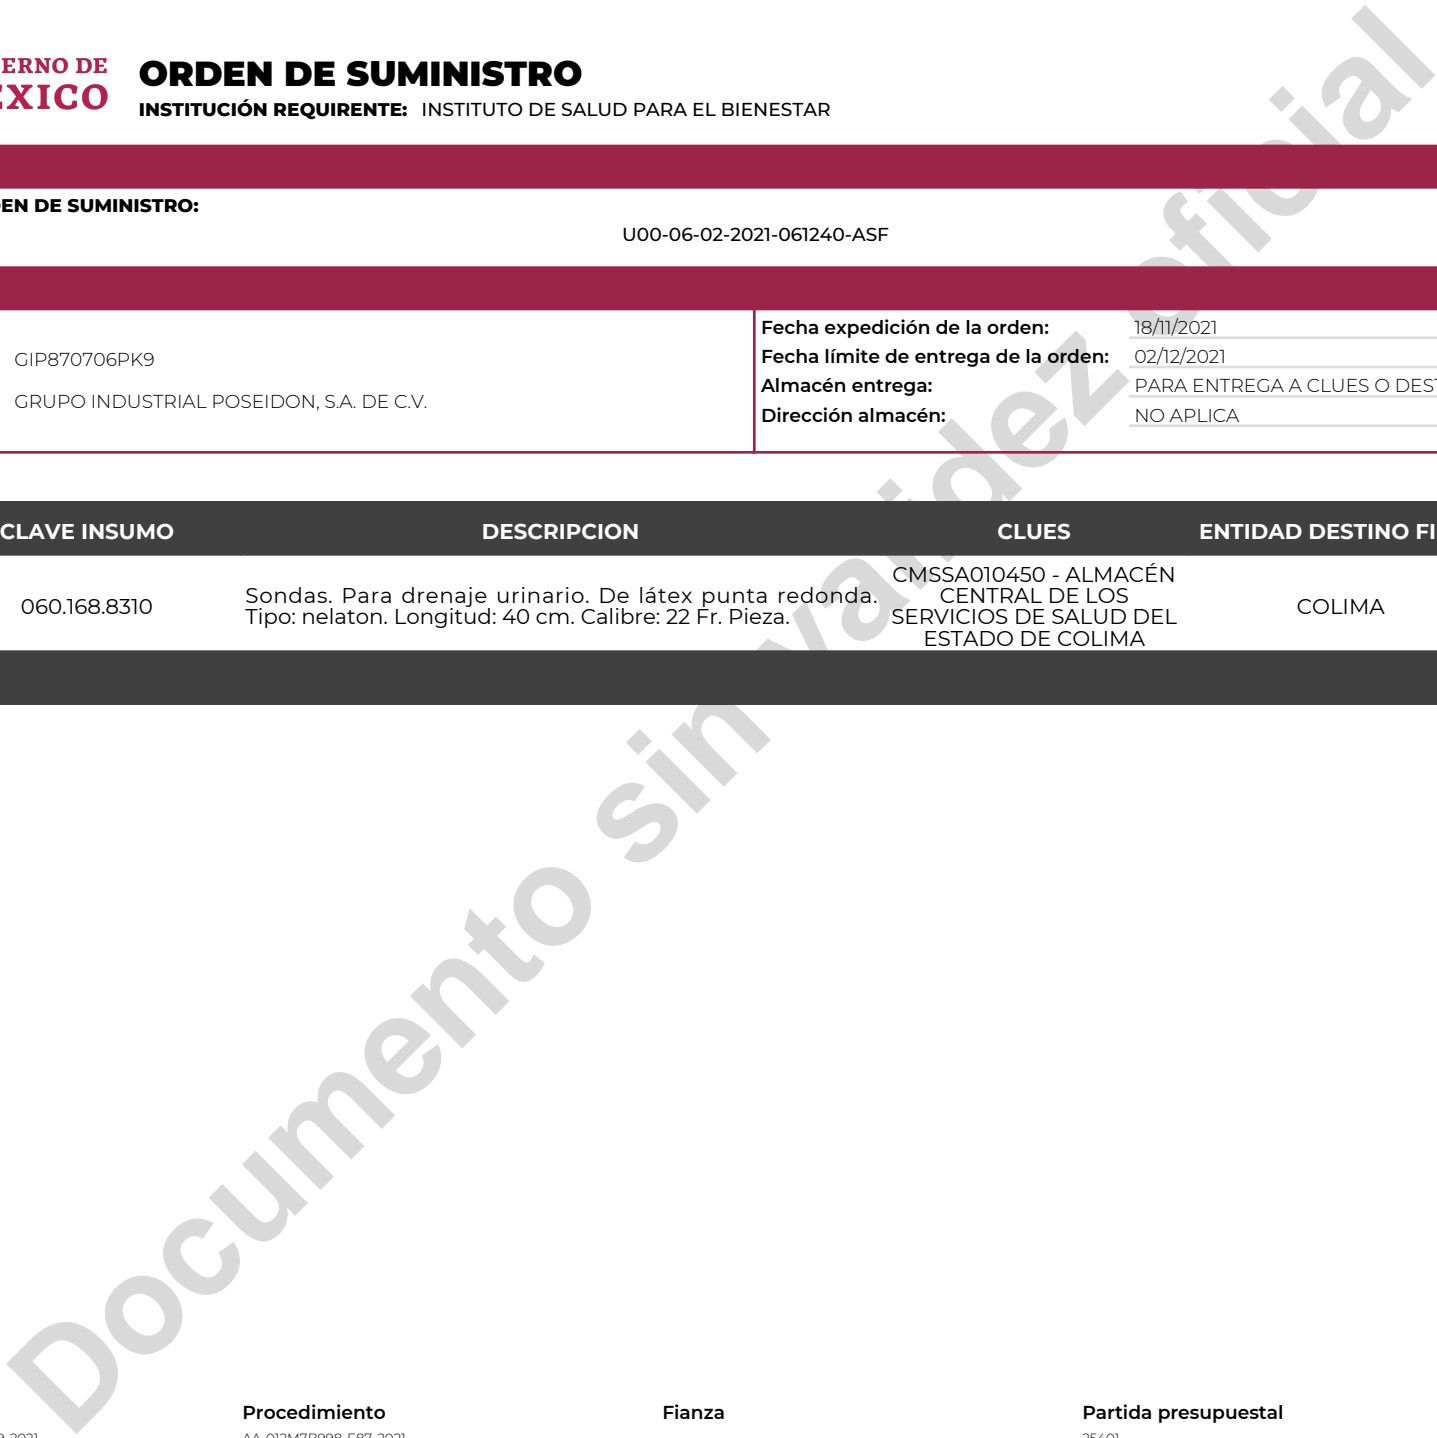 ERNO DE
ORDEN DE SUMINISTRO
INSTITUCIÓN REQUIRENTE: INSTITUTO DE SALUD PARA EL BIENESTAR
EN DE SUMINISTRO:
U00-06-02-2021-061240-ASF
GIP870706PK9
GRUPO INDUSTRIAL POSEIDON, S.A. DE C.V.
Fecha expedición de la orden: 18/11/2021
Fecha límite de entrega de la orden: 02/12/2021
Almacén entrega: PARA ENTREGA A CLUES O DEST
Dirección almacén: NO APLICA
CLAVE INSUMO DESCRIPCION CLUES ENTIDAD DESTINO FI
060.168.8310
Sondas. Para drenaje urinario. De látex punta redonda.
Tipo: nelaton. Longitud: 40 cm. Calibre: 22 Fr. Pieza.
CMSSA010450 - ALMACÉN
CENTRAL DE LOS
SERVICIOS DE SALUD DEL
ESTADO DE COLIMA
COLIMA
Documento sin validez oficial
Procedimiento Fianza Partida presupuestal